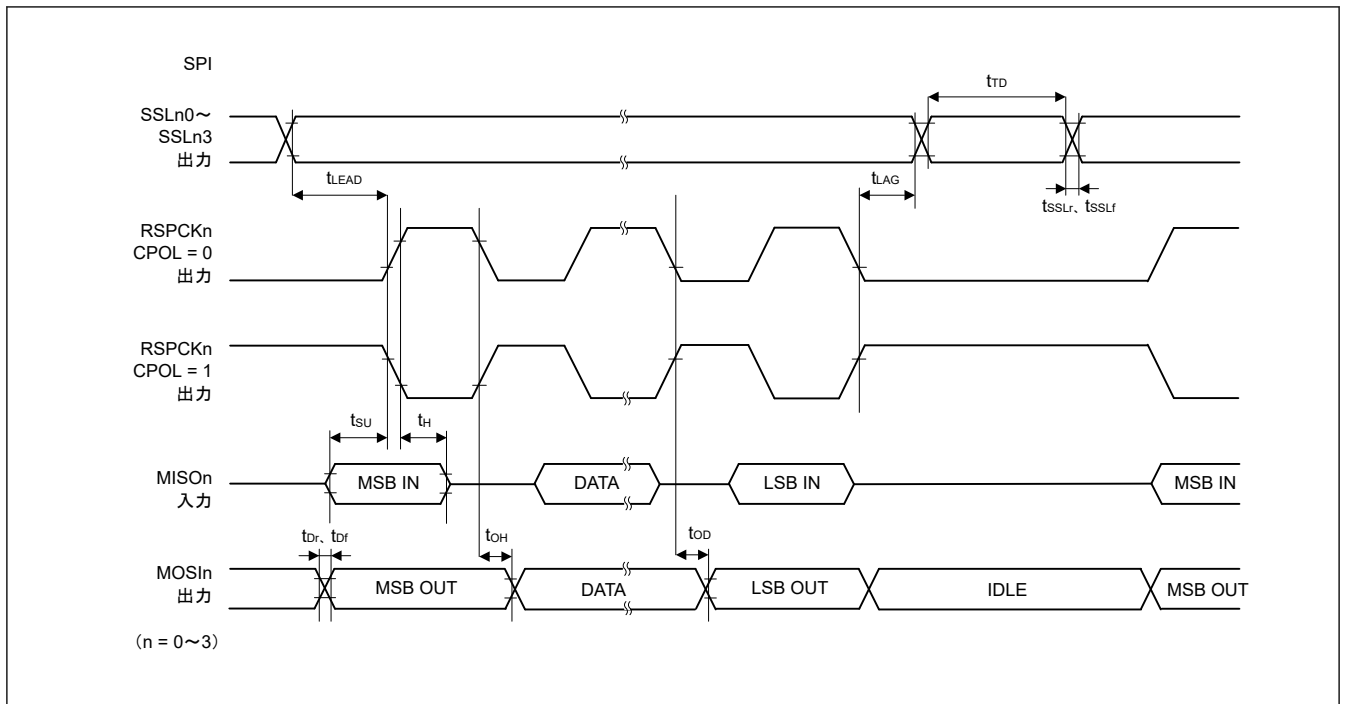 SPI
tTD
SSLn0～
SSLn3
出力
tLEAD
tLAG
tSSLr、tSSLf
RSPCKn
CPOL = 0
出力
RSPCKn
CPOL = 1
出力
tSU
tH
MISOn
入力
MSB IN
DATA
LSB IN
MSB IN
tDr、tDf
tOH
tOD
MOSIn
出力
MSB OUT
DATA
LSB OUT
IDLE
MSB OUT
（n = 0～3）